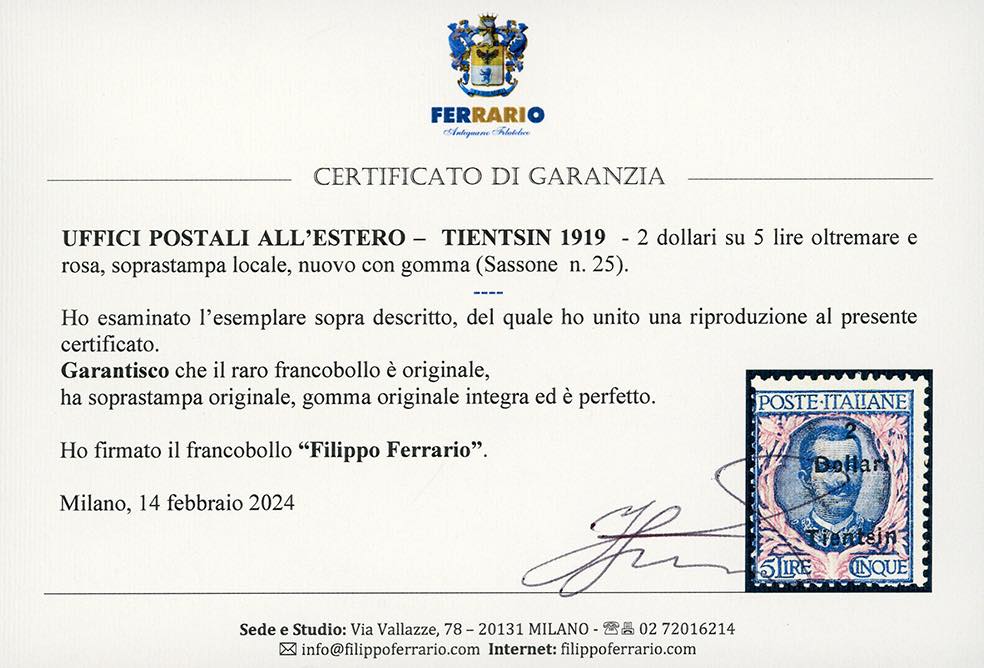 FERRARIO
Antiquario Filatelico
CERTIFICATO DI GARANZIA
UFFICI POSTALI ALL’ESTERO – TIENTSIN 1919 - 2 dollari su 5 lire oltremare e
rosa, soprastampa locale, nuovo con gomma (Sassone n. 25).
----
Ho esaminato l’esemplare sopra descritto, del quale ho unito una riproduzione al presente
certificato.
Garantisco che il raro francobollo è originale,
ha soprastampa originale, gomma originale integra ed è perfetto.
Ho firmato il francobollo “Filippo Ferrario”.
Milano, 14 febbraio 2024
POSTE·ITALIANE
2
Dollari
Tientsin
5 LIRE CINQUE
Sede e Studio: Via Vallazze, 78 – 20131 MILANO - 02 72016214
info@filippoferrario.com Internet: filippoferrario.com